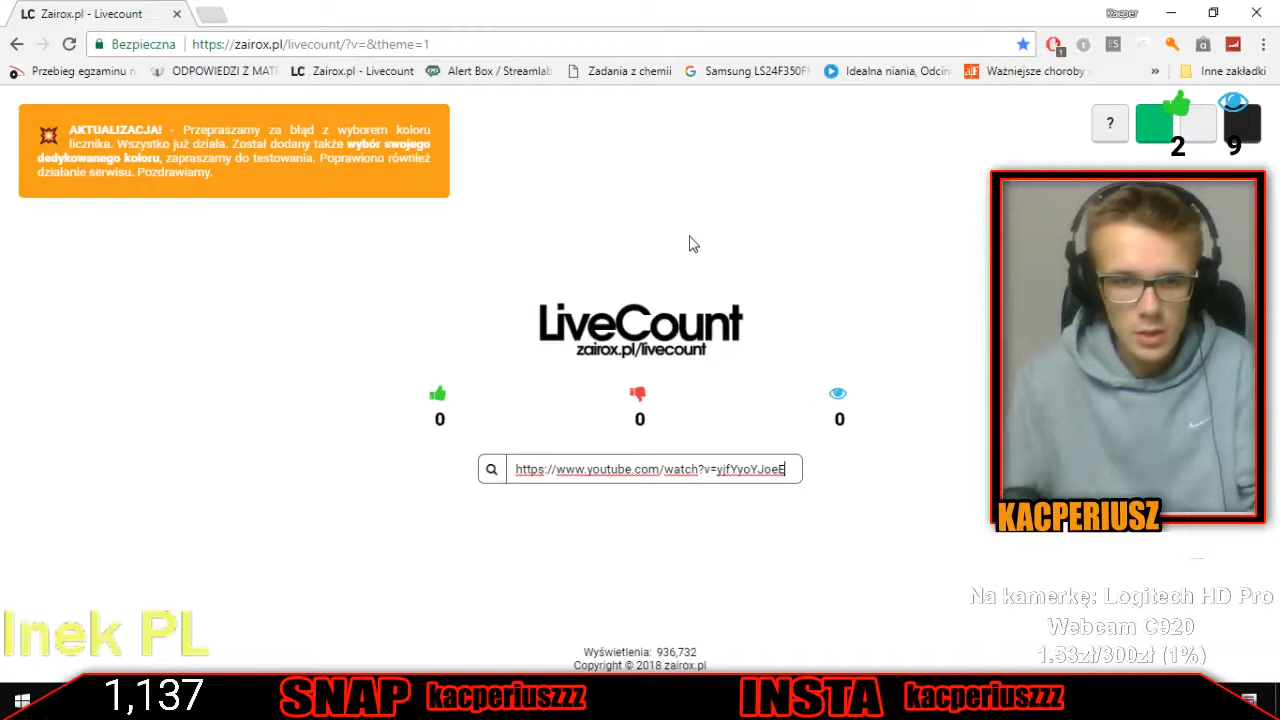 LC Zairox.pl - Livecount
Kacper
Bezpieczna
https://zairox.pl/livecount/?v=&theme=1
Przebieg egzaminu n
ODPOWIEDZI Z MAT
LC Zairox.pl - Livecount
Alert Box / Streamlab
Zadania z chemii
Samsung LS24F350FH
Idealna niania, Odcin
Ważniejsze choroby
»
Inne zakładki
AKTUALIZACJA! - Przepraszamy za błąd z wyborem koloru
licznika. Wszystko już działa. Został dodany także wybór swojego
dedykowanego koloru, zapraszamy do testowania. Poprawiono również
działanie serwisu. Pozdrawiamy.
?
2
9
LiveCount
zairox.pl/livecount
0
0
0
https://www.youtube.com/watch?v=yjfYyoYJoeE
KACPERIUSZ
Na kamerkę: Logitech HD Pro
Webcam C920
1.53zł/300zł (1%)
Inek PL
Wyświetlenia: 936,732
Copyright © 2018 zairox.pl
1,137
SNAP kacperiuszzz
INSTA kacperiuszzz